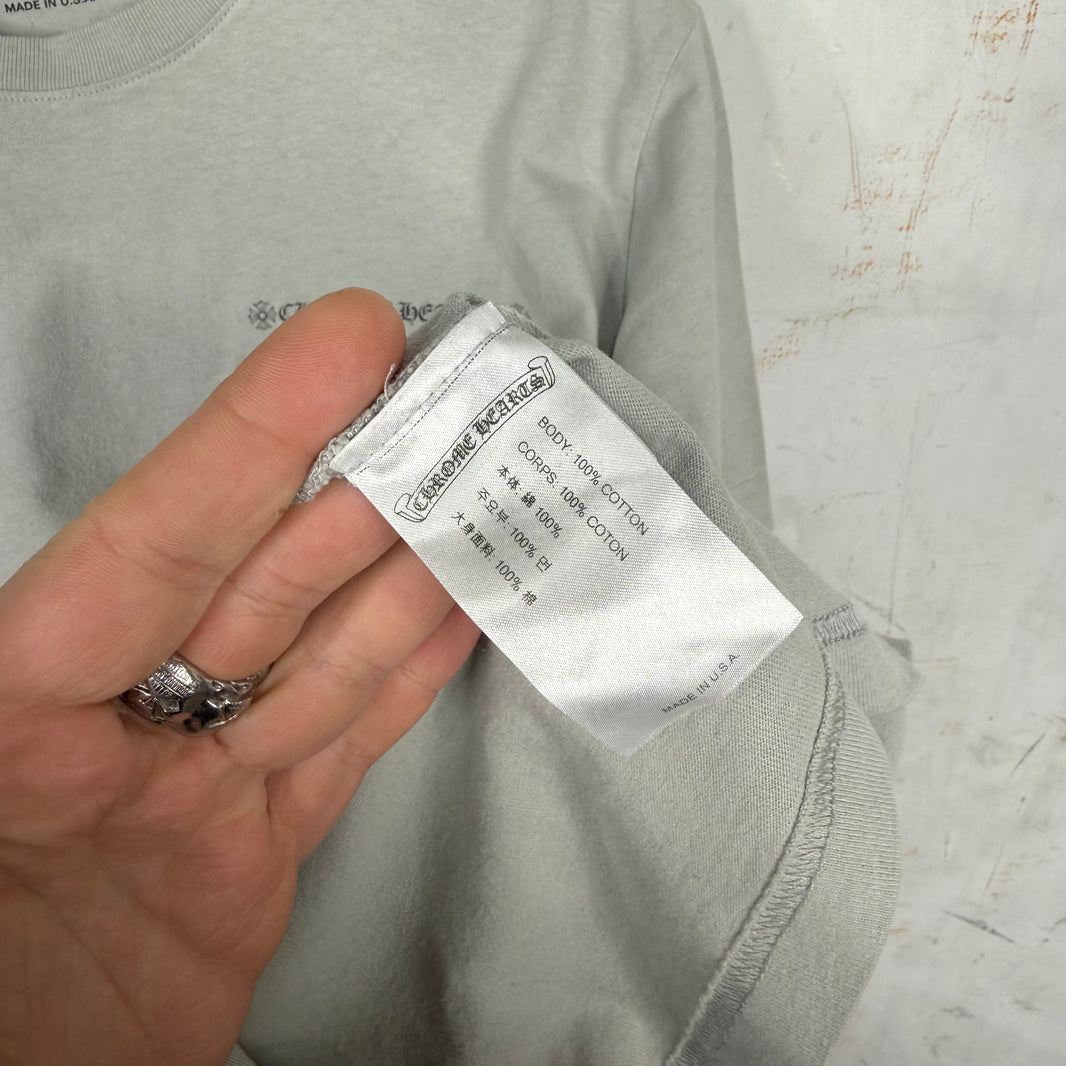 MADE IN U.S.A.
CHROME HEARTS
BODY: 100% COTTON
CORPS: 100% COTON
本体: 綿 100%
주요부: 100% 면
大身面料: 100% 棉
MADE IN U.S.A.